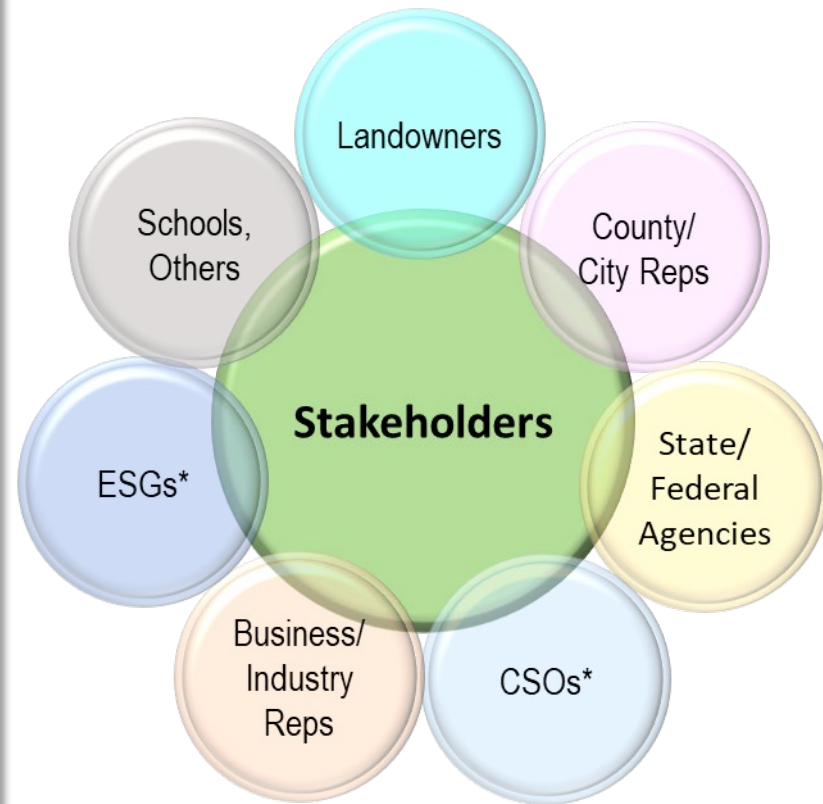 Landowners
County/
City Reps
State/
Federal
Agencies
CSOs*
Business/
Industry
Reps
ESGs*
Schools,
Others
Stakeholders